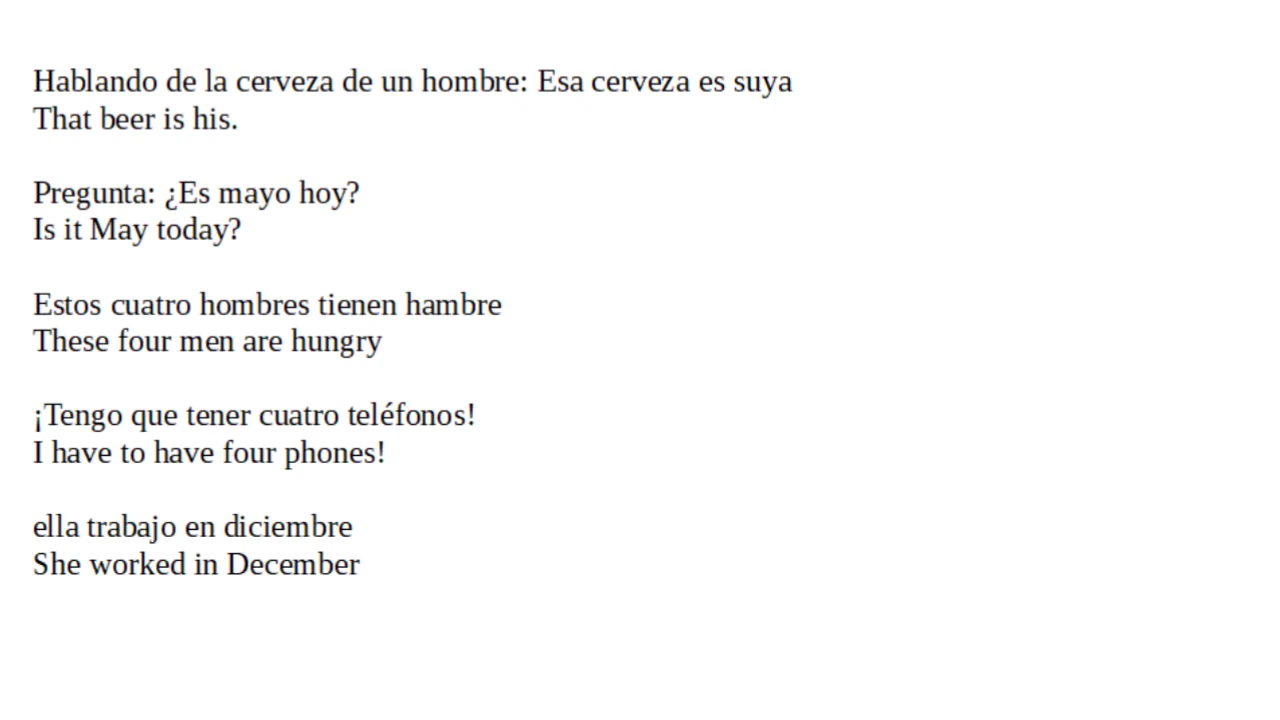 Hablando de la cerveza de un hombre: Esa cerveza es suya
That beer is his.
Pregunta: ¿Es mayo hoy?
Is it May today?
Estos cuatro hombres tienen hambre
These four men are hungry
¡Tengo que tener cuatro teléfonos!
I have to have four phones!
ella trabajo en diciembre
She worked in December